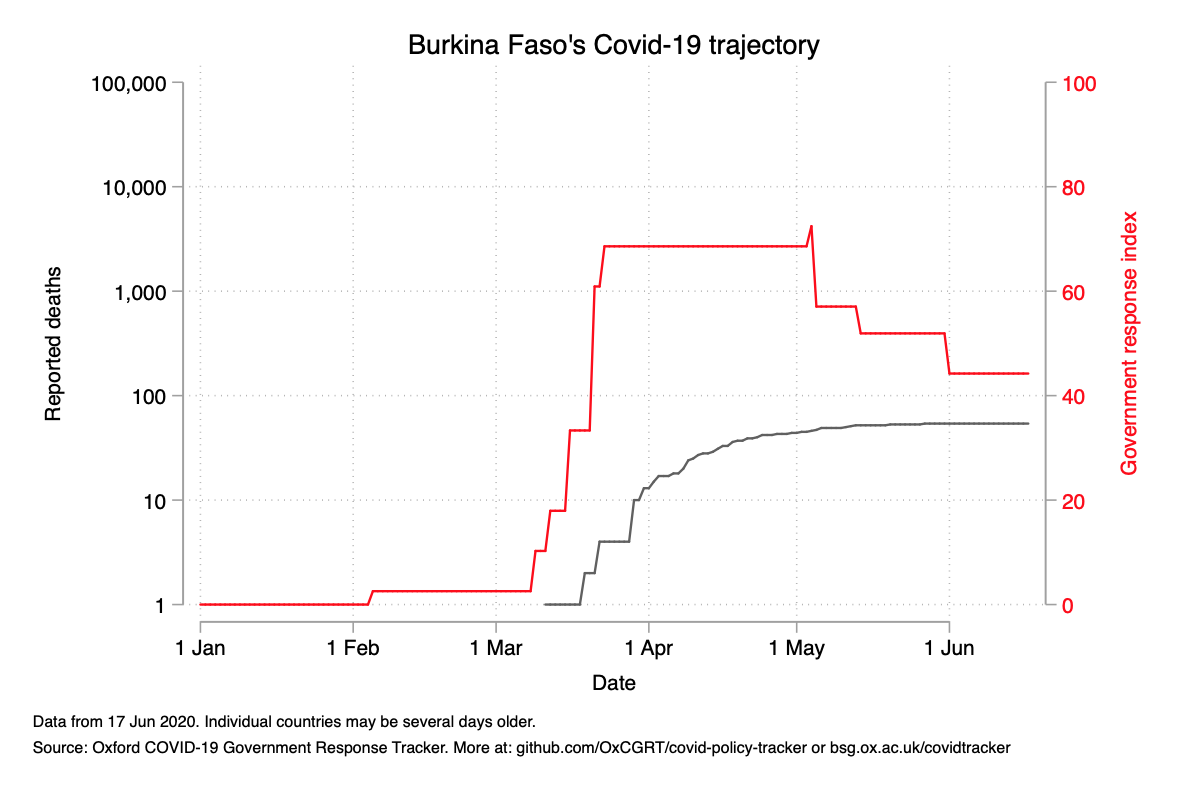 Burkina Faso's Covid-19 trajectory
100,000
10,000
1,000
100
10
1
Reported deaths
100
80
60
40
20
0
Government response index
1 Jan
1 Feb
1 Mar
1 Apr
1 May
1 Jun
Date
Data from 17 Jun 2020. Individual countries may be several days older.
Source: Oxford COVID-19 Government Response Tracker. More at: github.com/OxCGRT/covid-policy-tracker or bsg.ox.ac.uk/covidtracker